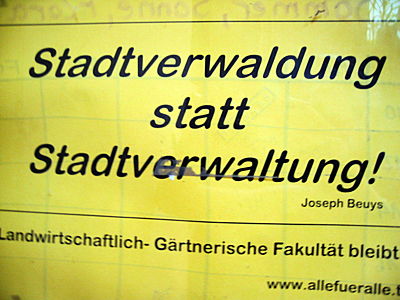 Stadtverwaldung
statt
Stadtverwaltung!
Joseph Beuys
Landwirtschaftlich- Gärtnerische Fakultät bleibt
www.allefueralle.